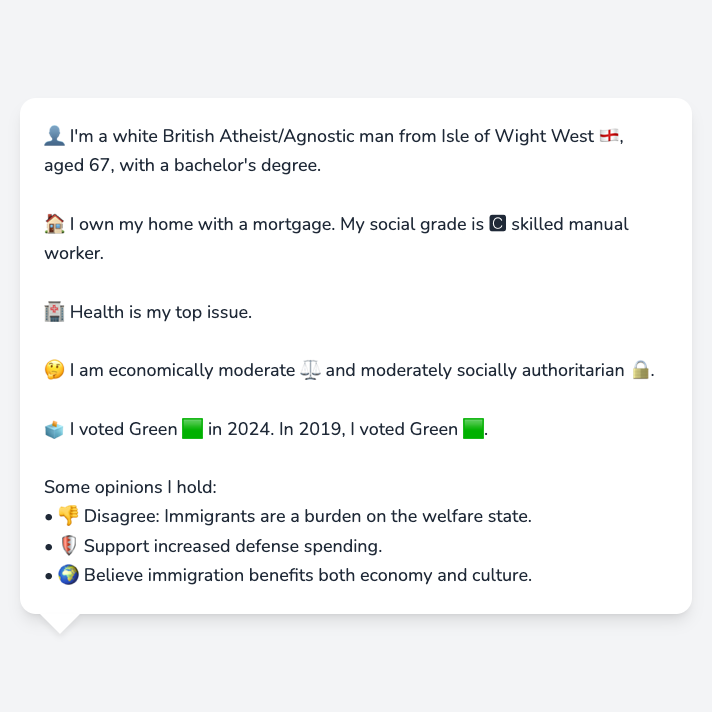 👤 I'm a white British Atheist/Agnostic man from Isle of Wight West 🏴󠁧󠁢󠁥󠁮󠁧󠁿,
aged 67, with a bachelor's degree.
🏠 I own my home with a mortgage. My social grade is 🅲 skilled manual
worker.
🏥 Health is my top issue.
🤔 I am economically moderate ⚖️ and moderately socially authoritarian 🔒.
🗳️ I voted Green 🟩 in 2024. In 2019, I voted Green 🟩.
Some opinions I hold:
• 👎 Disagree: Immigrants are a burden on the welfare state.
• 🛡️ Support increased defense spending.
• 🌍 Believe immigration benefits both economy and culture.